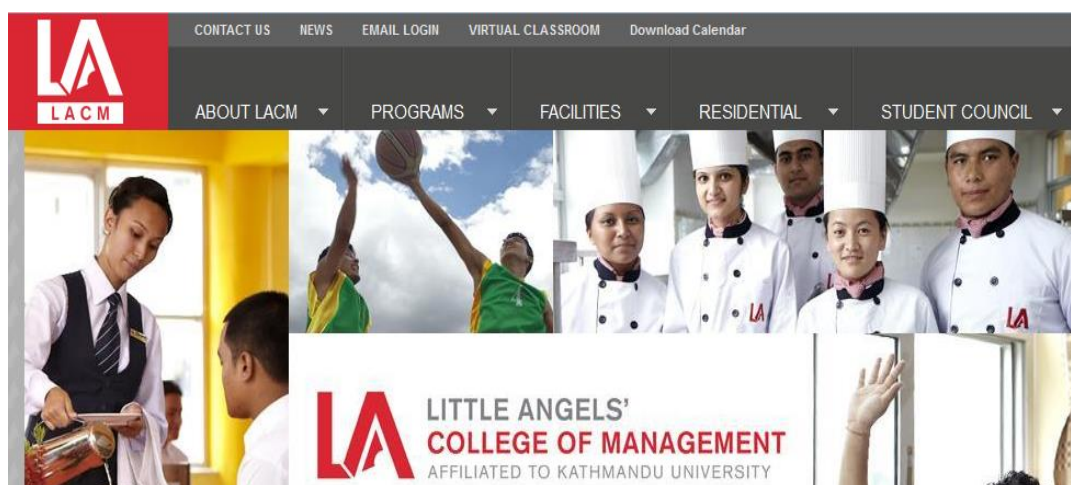 CONTACT US NEWS EMAIL LOGIN VIRTUAL CLASSROOM Download Calendar
LA
LACM
ABOUT LACM PROGRAMS FACILITIES RESIDENTIAL STUDENT COUNCIL
LA
LA
LA
LITTLE ANGELS'
COLLEGE OF MANAGEMENT
AFFILIATED TO KATHMANDU UNIVERSITY